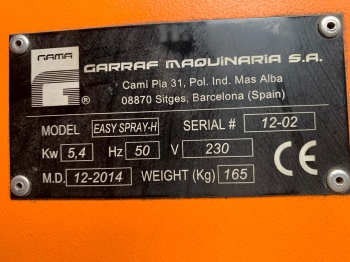 GAMA
GARRAF MAQUINARIA S.A.
G ®
Camí Pla 31, Pol. Ind. Mas Alba
08870 Sitges, Barcelona (Spain)
MODEL EASY SPRAY-H SERIAL # 12-02
Kw 5,4 Hz 50 V 230 CE
M.D. 12-2014 WEIGHT (Kg) 165